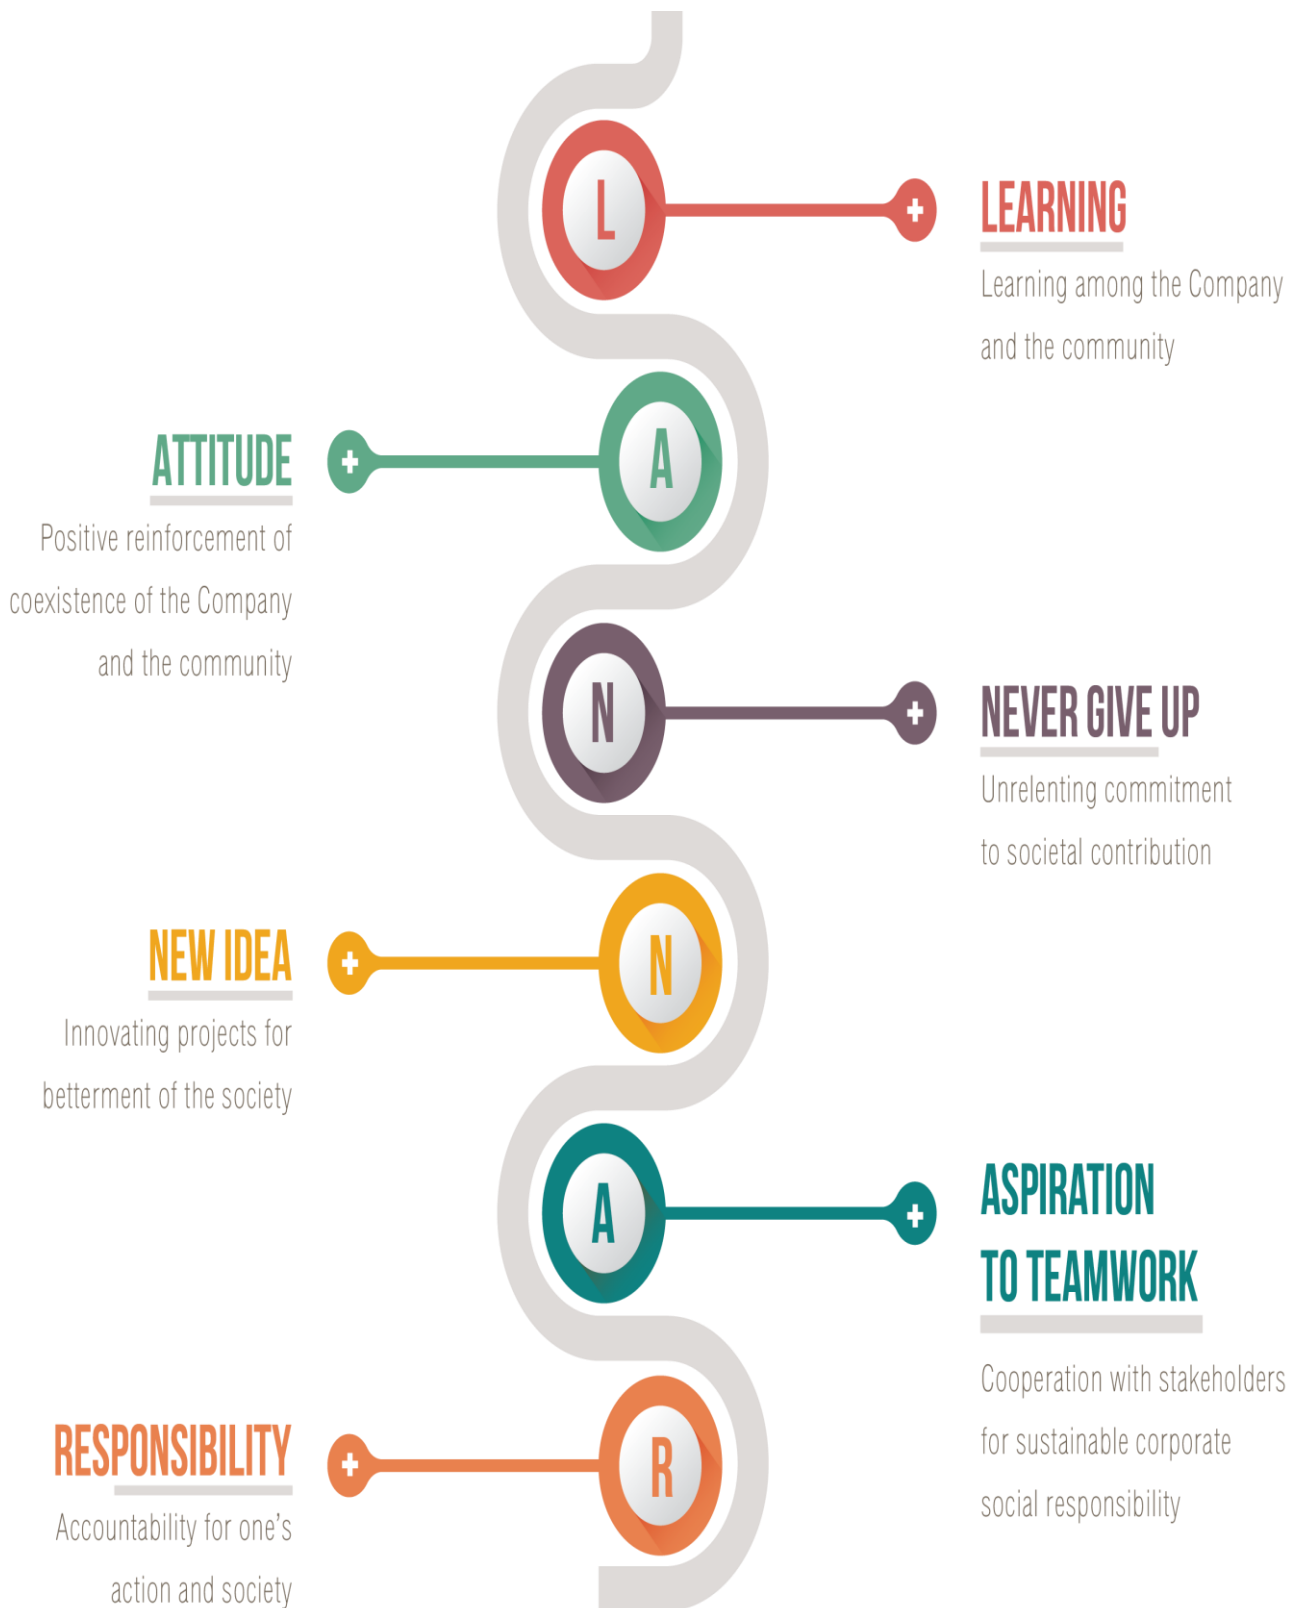 L
LEARNING
Learning among the Company
and the community
A
ATTITUDE
Positive reinforcement of
coexistence of the Company
and the community
N
NEVER GIVE UP
Unrelenting commitment
to societal contribution
N
NEW IDEA
Innovating projects for
betterment of the society
A
ASPIRATION
TO TEAMWORK
Cooperation with stakeholders
for sustainable corporate
social responsibility
R
RESPONSIBILITY
Accountability for one's
action and society